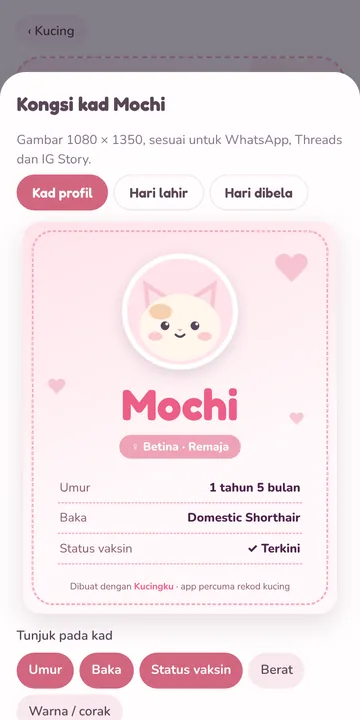 ‹ Kucing
Kongsi kad Mochi
Gambar 1080 × 1350, sesuai untuk WhatsApp, Threads
dan IG Story.
Kad profil
Hari lahir
Hari dibela
Mochi
♀ Betina · Remaja
Umur 1 tahun 5 bulan
Baka Domestic Shorthair
Status vaksin ✓ Terkini
Dibuat dengan Kucingku · app percuma rekod kucing
Tunjuk pada kad
Umur
Baka
Status vaksin
Berat
Warna / corak